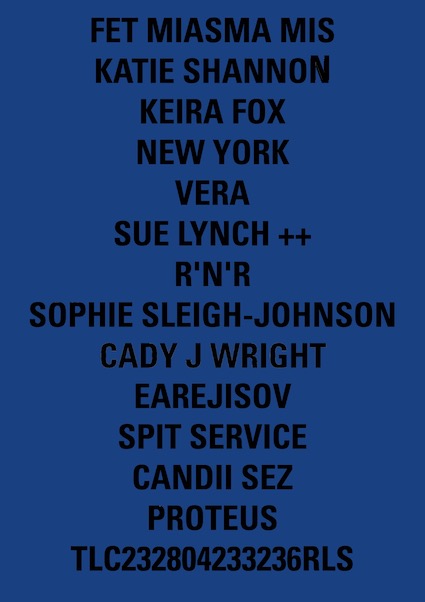 FET MIASMA MIS
KATIE SHANNON
KEIRA FOX
NEW YORK
VERA
SUE LYNCH ++
R'N'R
SOPHIE SLEIGH-JOHNSON
CADY J WRIGHT
EAREJISOV
SPIT SERVICE
CANDII SEZ
PROTEUS
TLC232804233236RLS